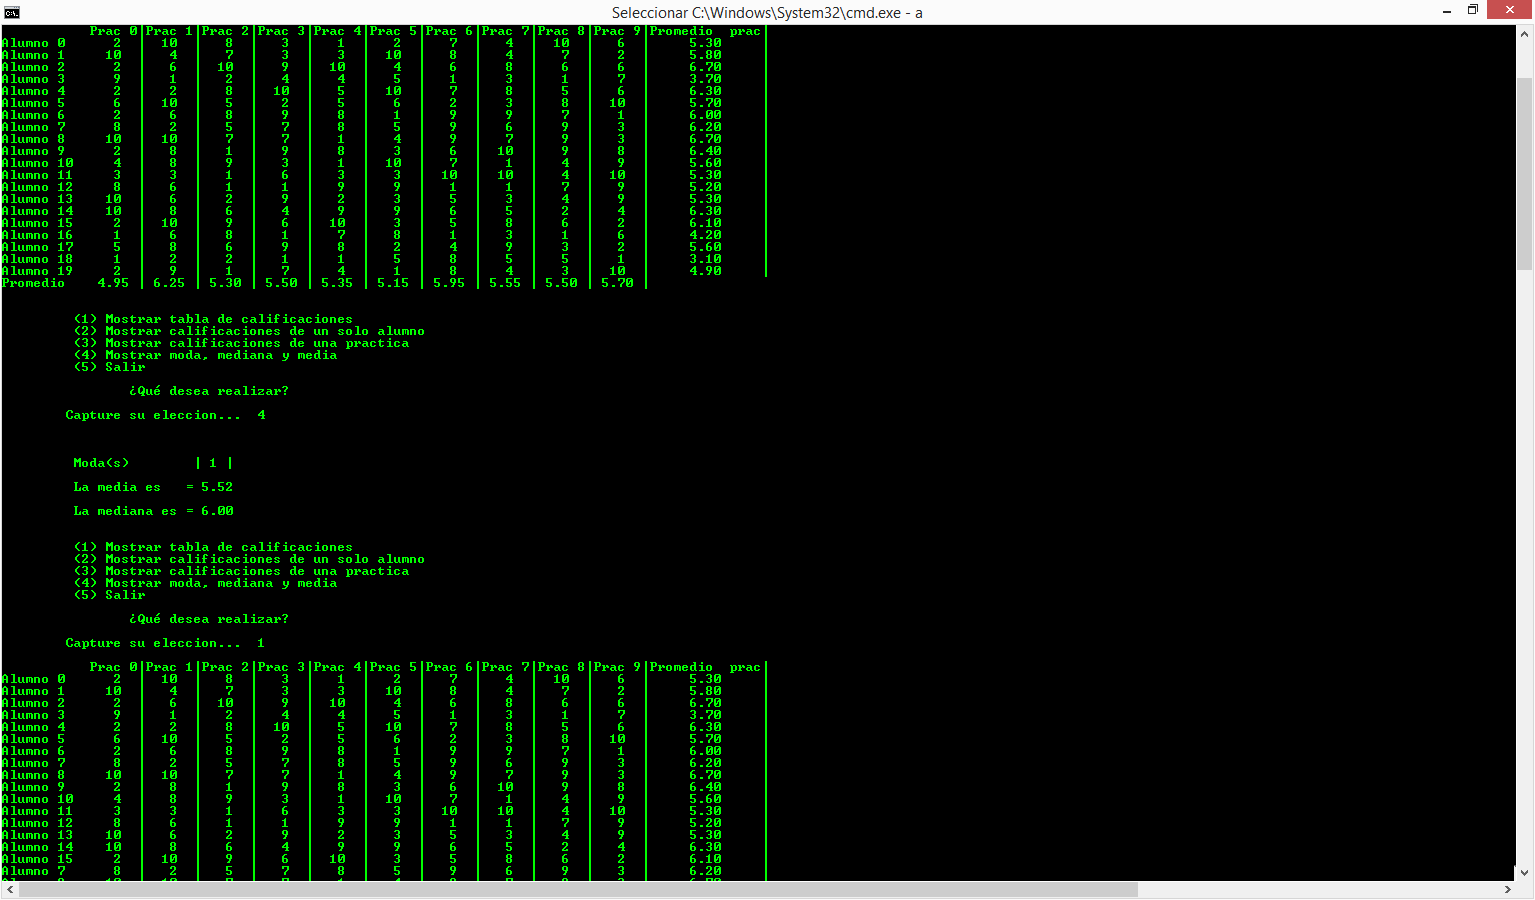 Seleccionar C:\Windows\System32\cmd.exe - a
Prac 0|Prac 1|Prac 2|Prac 3|Prac 4|Prac 5|Prac 6|Prac 7|Prac 8|Prac 9|Promedio  prac|
Alumno 0 2 | 10 | 8 | 3 | 1 | 2 | 7 | 4 | 10 | 6 | 5.30 |
Alumno 1 10 | 4 | 7 | 3 | 3 | 10 | 8 | 4 | 7 | 2 | 5.80 |
Alumno 2 2 | 6 | 10 | 9 | 10 | 4 | 6 | 8 | 6 | 6 | 6.70 |
Alumno 3 9 | 1 | 2 | 4 | 4 | 5 | 1 | 3 | 1 | 7 | 3.70 |
Alumno 4 2 | 2 | 8 | 10 | 5 | 10 | 7 | 8 | 5 | 6 | 6.30 |
Alumno 5 6 | 10 | 5 | 2 | 5 | 6 | 2 | 3 | 8 | 10 | 5.70 |
Alumno 6 2 | 6 | 8 | 9 | 8 | 1 | 9 | 9 | 7 | 1 | 6.00 |
Alumno 7 8 | 2 | 5 | 7 | 8 | 5 | 9 | 6 | 9 | 3 | 6.20 |
Alumno 8 10 | 10 | 7 | 7 | 1 | 4 | 9 | 7 | 9 | 3 | 6.70 |
Alumno 9 2 | 8 | 1 | 9 | 8 | 3 | 6 | 10 | 9 | 8 | 6.40 |
Alumno 10 4 | 8 | 9 | 3 | 1 | 10 | 7 | 1 | 4 | 9 | 5.60 |
Alumno 11 3 | 3 | 1 | 6 | 3 | 3 | 10 | 10 | 4 | 10 | 5.30 |
Alumno 12 8 | 6 | 1 | 1 | 9 | 9 | 1 | 1 | 7 | 9 | 5.20 |
Alumno 13 10 | 6 | 2 | 9 | 2 | 3 | 5 | 3 | 4 | 9 | 5.30 |
Alumno 14 10 | 8 | 6 | 4 | 9 | 9 | 6 | 5 | 2 | 4 | 6.30 |
Alumno 15 2 | 10 | 9 | 6 | 10 | 3 | 5 | 8 | 6 | 2 | 6.10 |
Alumno 16 1 | 6 | 8 | 1 | 7 | 8 | 1 | 3 | 1 | 6 | 4.20 |
Alumno 17 5 | 8 | 6 | 9 | 8 | 2 | 4 | 9 | 3 | 2 | 5.60 |
Alumno 18 1 | 2 | 2 | 1 | 1 | 5 | 8 | 5 | 5 | 1 | 3.10 |
Alumno 19 2 | 9 | 1 | 7 | 4 | 1 | 8 | 4 | 3 | 10 | 4.90 |
Promedio 4.95 | 6.25 | 5.30 | 5.50 | 5.35 | 5.15 | 5.95 | 5.55 | 5.50 | 5.70 |
(1) Mostrar tabla de calificaciones
(2) Mostrar calificaciones de un solo alumno
(3) Mostrar calificaciones de una practica
(4) Mostrar moda, mediana y media
(5) Salir
¿Qué desea realizar?
Capture su eleccion... 4
Moda(s) | 1 |
La media es = 5.52
La mediana es = 6.00
(1) Mostrar tabla de calificaciones
(2) Mostrar calificaciones de un solo alumno
(3) Mostrar calificaciones de una practica
(4) Mostrar moda, mediana y media
(5) Salir
¿Qué desea realizar?
Capture su eleccion... 1
Prac 0|Prac 1|Prac 2|Prac 3|Prac 4|Prac 5|Prac 6|Prac 7|Prac 8|Prac 9|Promedio  prac|
Alumno 0 2 | 10 | 8 | 3 | 1 | 2 | 7 | 4 | 10 | 6 | 5.30 |
Alumno 1 10 | 4 | 7 | 3 | 3 | 10 | 8 | 4 | 7 | 2 | 5.80 |
Alumno 2 2 | 6 | 10 | 9 | 10 | 4 | 6 | 8 | 6 | 6 | 6.70 |
Alumno 3 9 | 1 | 2 | 4 | 4 | 5 | 1 | 3 | 1 | 7 | 3.70 |
Alumno 4 2 | 2 | 8 | 10 | 5 | 10 | 7 | 8 | 5 | 6 | 6.30 |
Alumno 5 6 | 10 | 5 | 2 | 5 | 6 | 2 | 3 | 8 | 10 | 5.70 |
Alumno 6 2 | 6 | 8 | 9 | 8 | 1 | 9 | 9 | 7 | 1 | 6.00 |
Alumno 7 8 | 2 | 5 | 7 | 8 | 5 | 9 | 6 | 9 | 3 | 6.20 |
Alumno 8 10 | 10 | 7 | 7 | 1 | 4 | 9 | 7 | 9 | 3 | 6.70 |
Alumno 9 2 | 8 | 1 | 9 | 8 | 3 | 6 | 10 | 9 | 8 | 6.40 |
Alumno 10 4 | 8 | 9 | 3 | 1 | 10 | 7 | 1 | 4 | 9 | 5.60 |
Alumno 11 3 | 3 | 1 | 6 | 3 | 3 | 10 | 10 | 4 | 10 | 5.30 |
Alumno 12 8 | 6 | 1 | 1 | 9 | 9 | 1 | 1 | 7 | 9 | 5.20 |
Alumno 13 10 | 6 | 2 | 9 | 2 | 3 | 5 | 3 | 4 | 9 | 5.30 |
Alumno 14 10 | 8 | 6 | 4 | 9 | 9 | 6 | 5 | 2 | 4 | 6.30 |
Alumno 15 2 | 10 | 9 | 6 | 10 | 3 | 5 | 8 | 6 | 2 | 6.10 |
Alumno 7 8 | 2 | 5 | 7 | 8 | 5 | 9 | 6 | 9 | 3 | 6.20 |